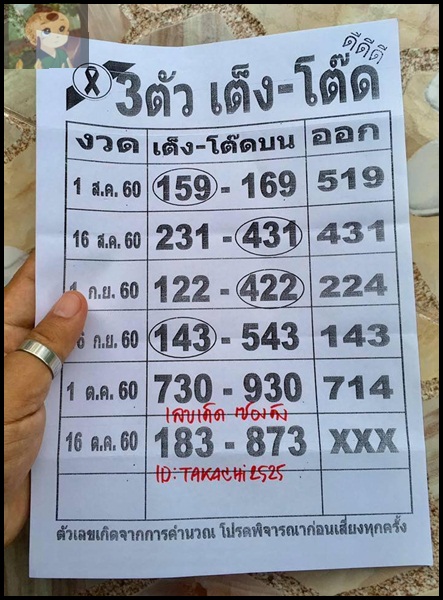 ดีดีดี
3ตัว เต็ง-โต๊ด
งวด เต็ง-โต๊ดบน ออก
1 ส.ค. 60 159 - 169 519
16 ส.ค. 60 231 - 431 431
1 ก.ย. 60 122 - 422 224
6 ก.ย. 60 143 - 543 143
1 ต.ค. 60 730 - 930 714
เลขเด็ด ซองดัง
16 ต.ค. 60 183 - 873 XXX
ID: TAKACHI2525
ตัวเลขเกิดจากการคำนวณ โปรดพิจารณาก่อนเสี่ยงทุกครั้ง